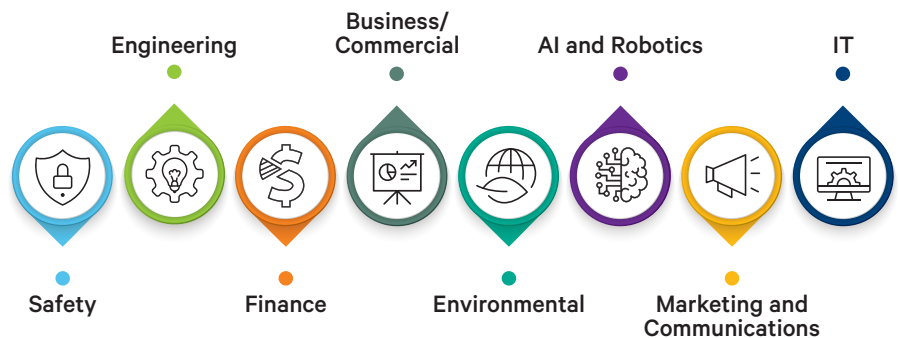 Engineering
Business/
Commercial
AI and Robotics
IT
Safety
Finance
Environmental
Marketing and
Communications